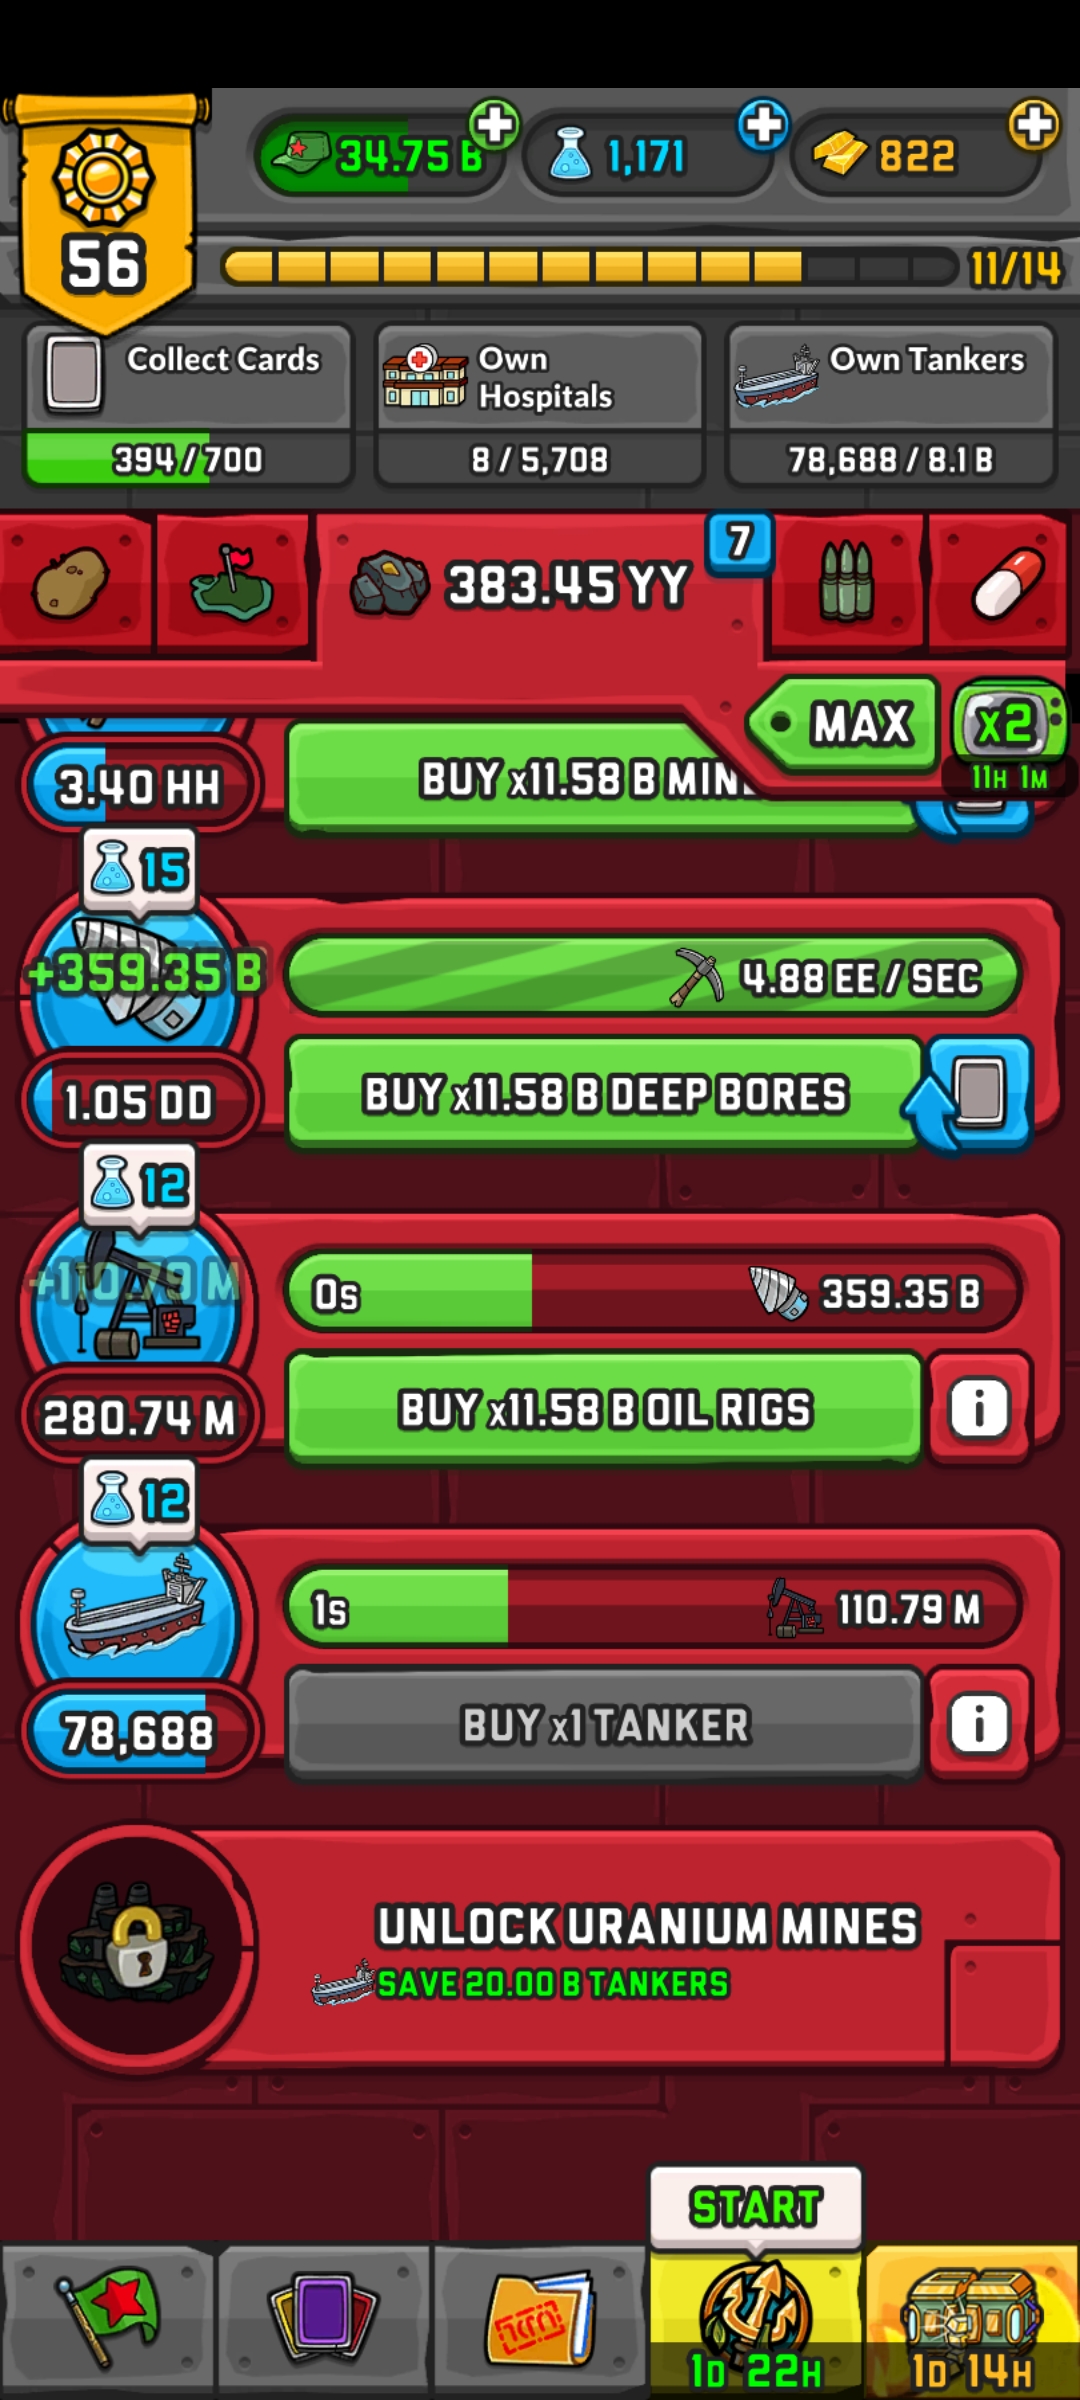 34.75 B
1,171
822
56
11/14
Collect Cards
394/700
Own
Hospitals
8/5,708
Own Tankers
78,688/8.1 B
383.45 YY
7
MAX
x2
11H 1M
3.40 HH
BUY x11.58 B
15
+359.35 B
4.88 EE/SEC
1.05 DD
BUY x11.58 B DEEP BORES
12
+110.79 M
0s
359.35 B
280.74 M
BUY x11.58 B OIL RIGS
i
12
1s
110.79 M
78,688
BUY x1 TANKER
i
UNLOCK URANIUM MINES
SAVE 20.00 B TANKERS
START
1D 22H
1D 14H